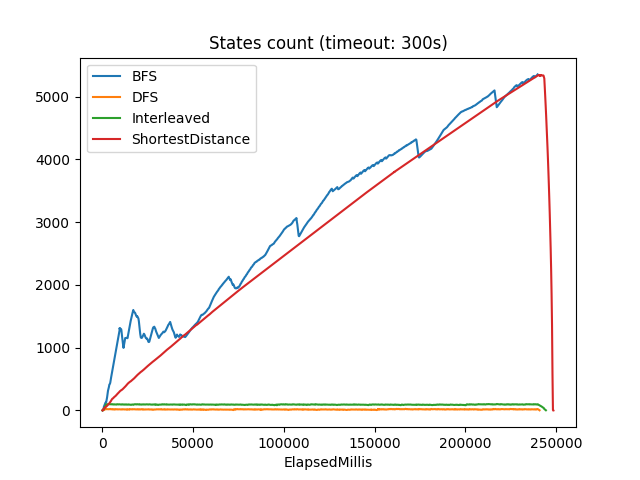 States count (timeout: 300s)
BFS
DFS
Interleaved
ShortestDistance
5000
4000
3000
2000
1000
0
0 50000 100000 150000 200000 250000
ElapsedMillis